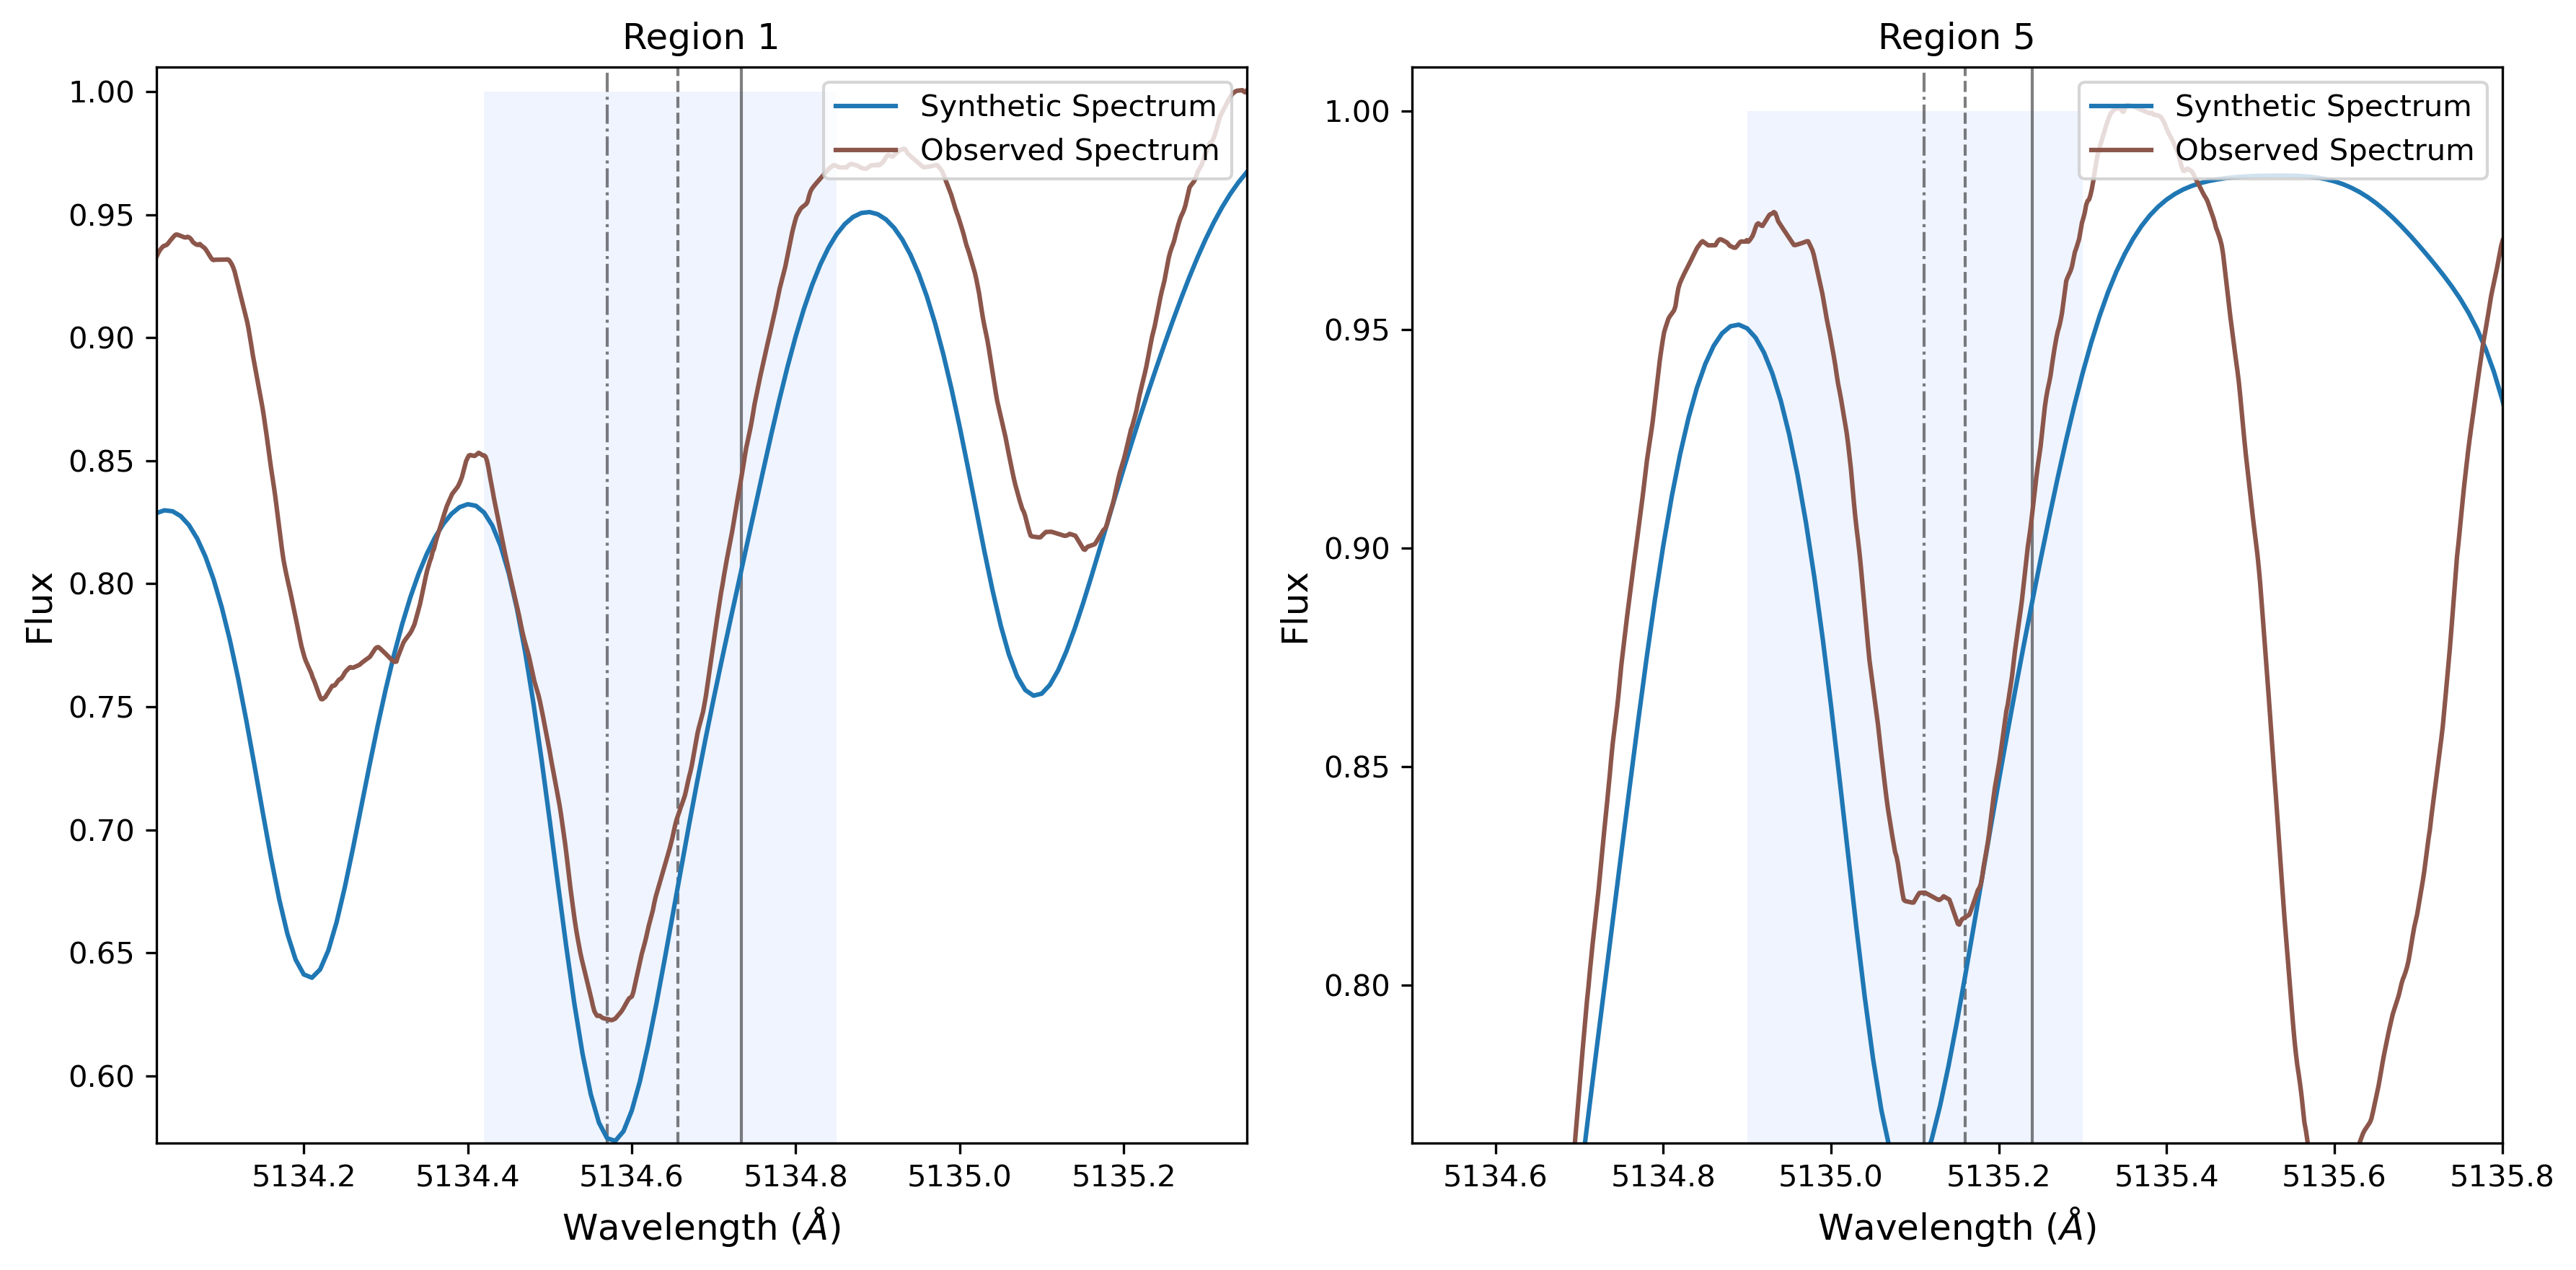 Region 1
Flux
1.00
0.95
0.90
0.85
0.80
0.75
0.70
0.65
0.60
Synthetic Spectrum
Observed Spectrum
5134.2 5134.4 5134.6 5134.8 5135.0 5135.2
Wavelength (Å)
Region 5
Flux
1.00
0.95
0.90
0.85
0.80
Synthetic Spectrum
Observed Spectrum
5134.6 5134.8 5135.0 5135.2 5135.4 5135.6 5135.8
Wavelength (Å)